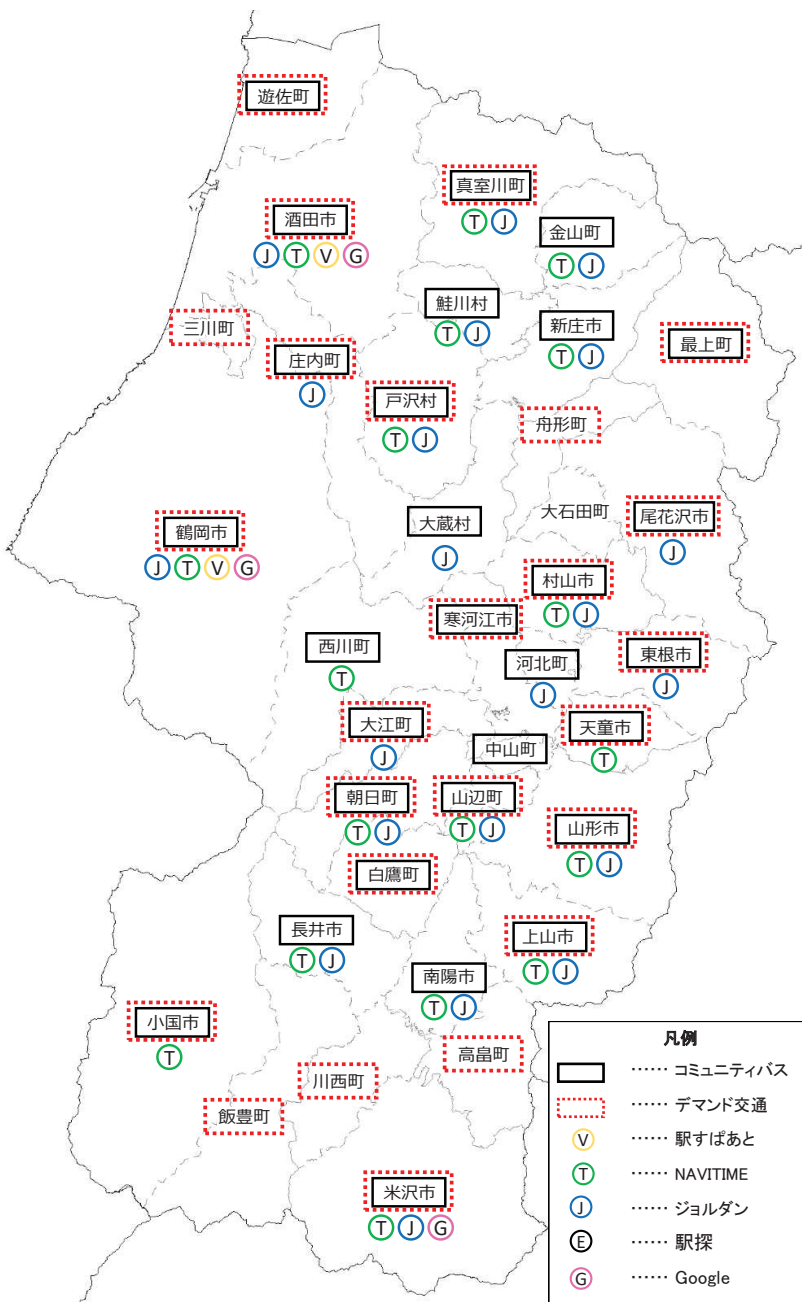 遊佐町
真室川町
T J
酒田市
J T V G
金山町
T J
鮭川村
T J
新庄市
T J
三川町
最上町
庄内町
J
戸沢村
T J
舟形町
大蔵村
J
大石田町
尾花沢市
J
鶴岡市
J T V G
村山市
T J
寒河江市
西川町
T
河北町
J
東根市
J
大江町
J
天童市
T
中山町
朝日町
T J
山辺町
T J
山形市
T J
白鷹町
長井市
T J
上山市
T J
南陽市
T J
小国市
T
高畠町
川西町
飯豊町
米沢市
T J G
凡例
…… コミュニティバス
…… デマンド交通
V …… 駅すぱあと
T …… NAVITIME
J …… ジョルダン
E …… 駅探
G …… Google